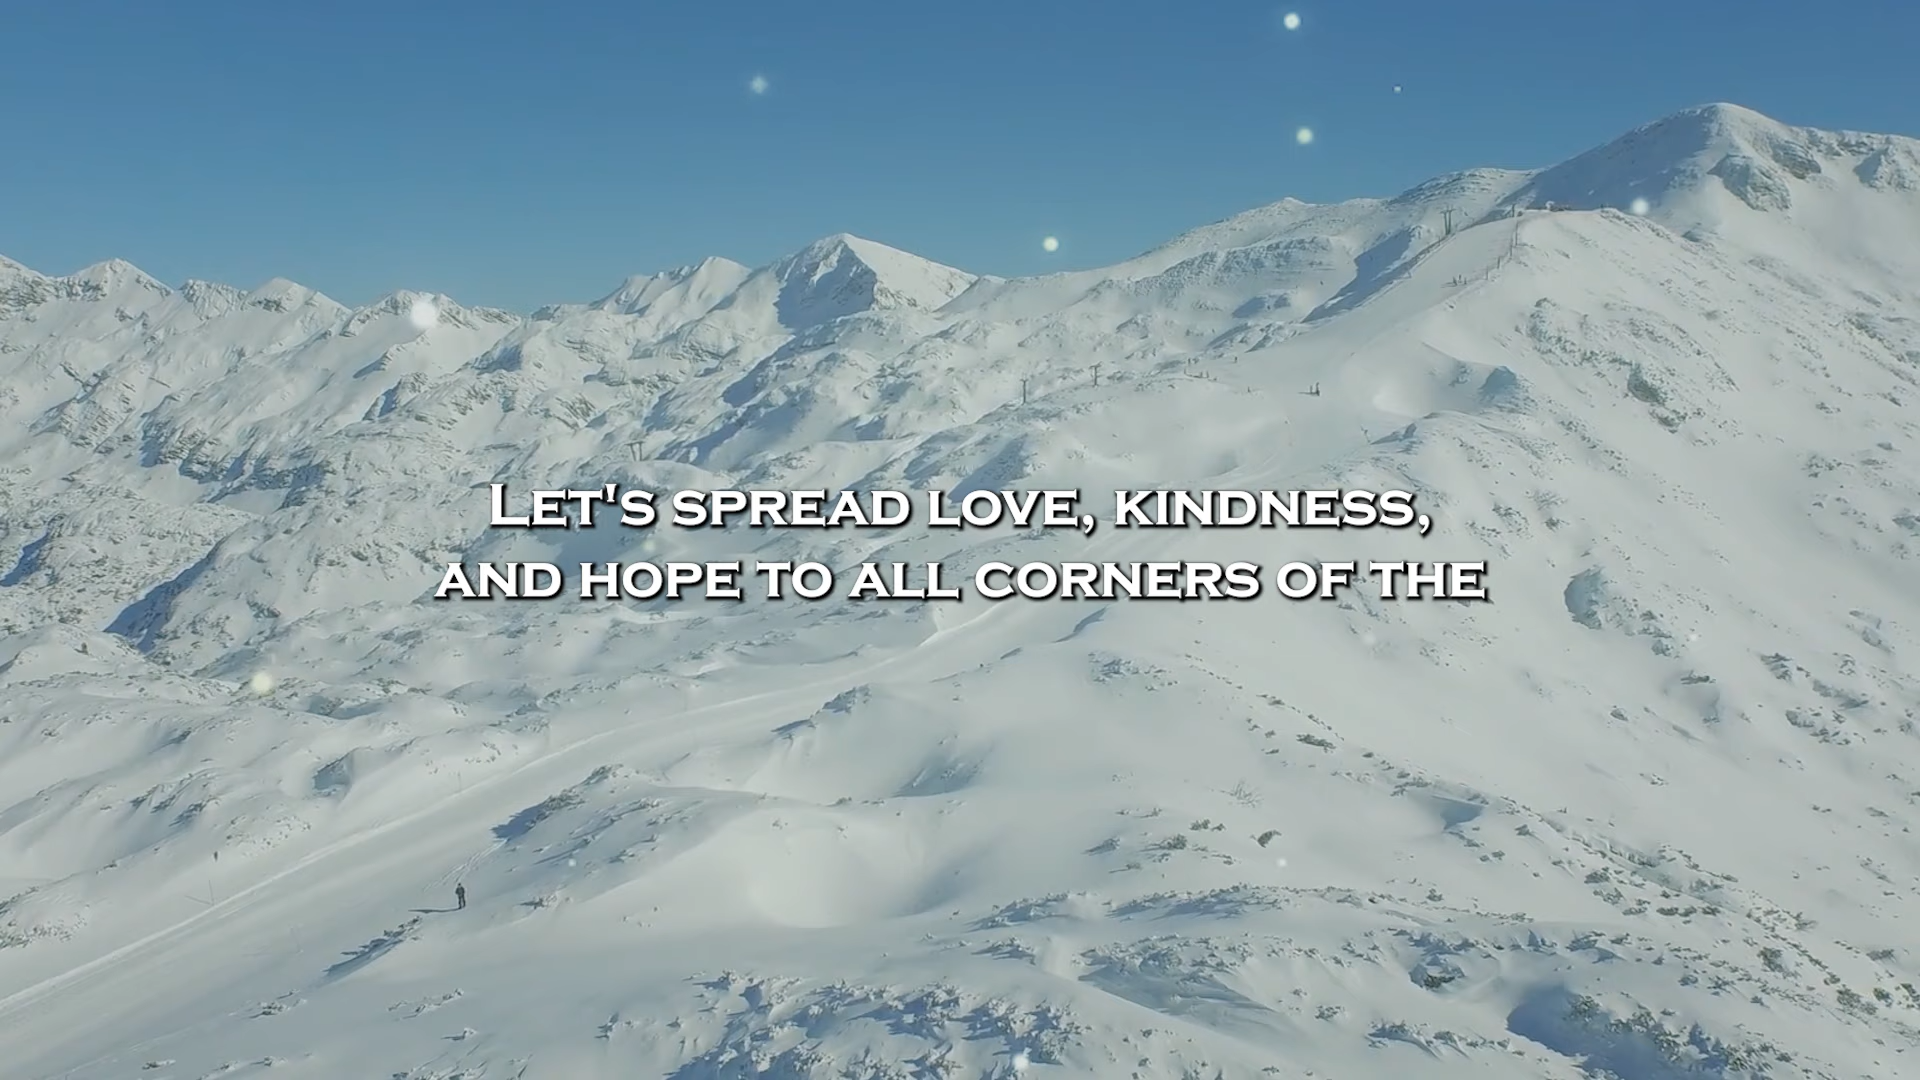 Let's spread love, kindness,
and hope to all corners of the